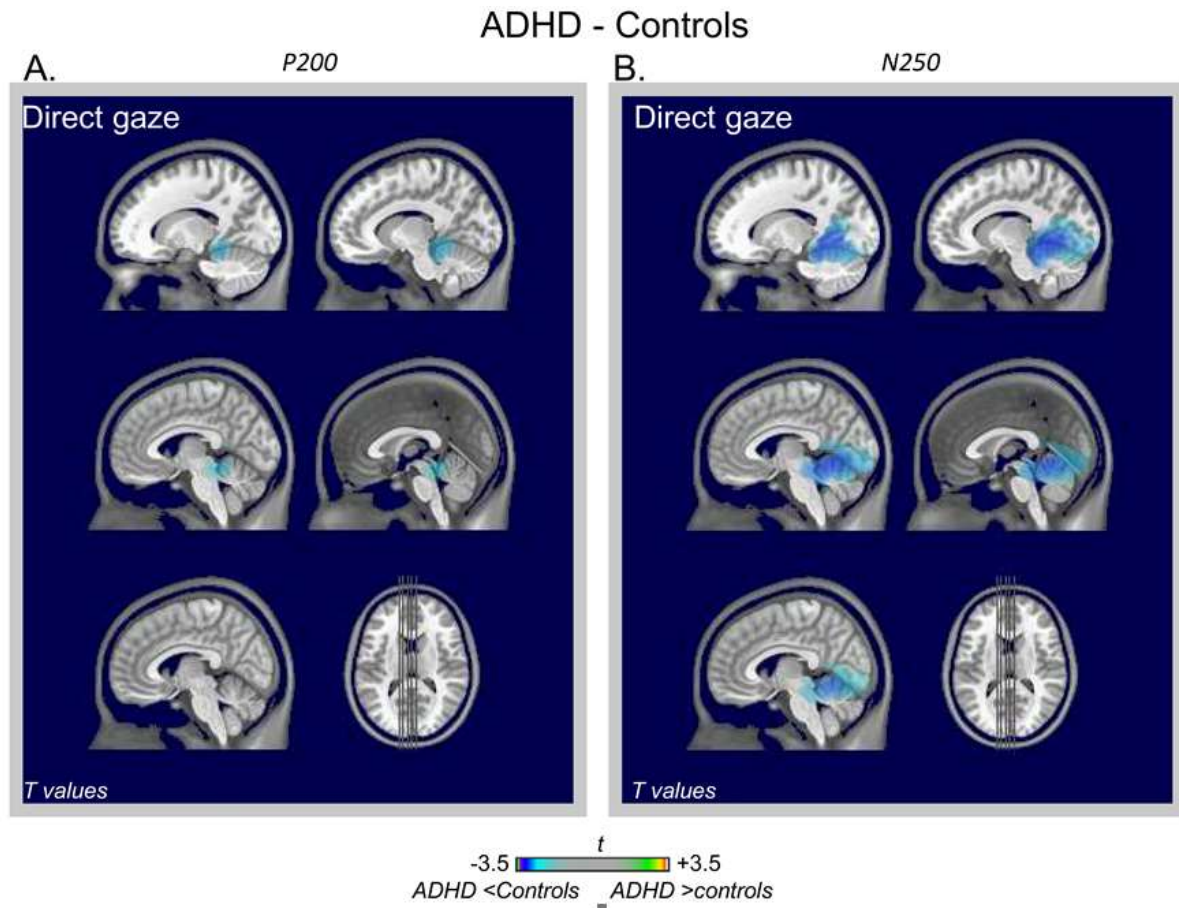 ADHD - Controls
A.
P200
B.
N250
Direct gaze
Direct gaze
T values
T values
t
-3.5
+3.5
ADHD <Controls
ADHD >controls